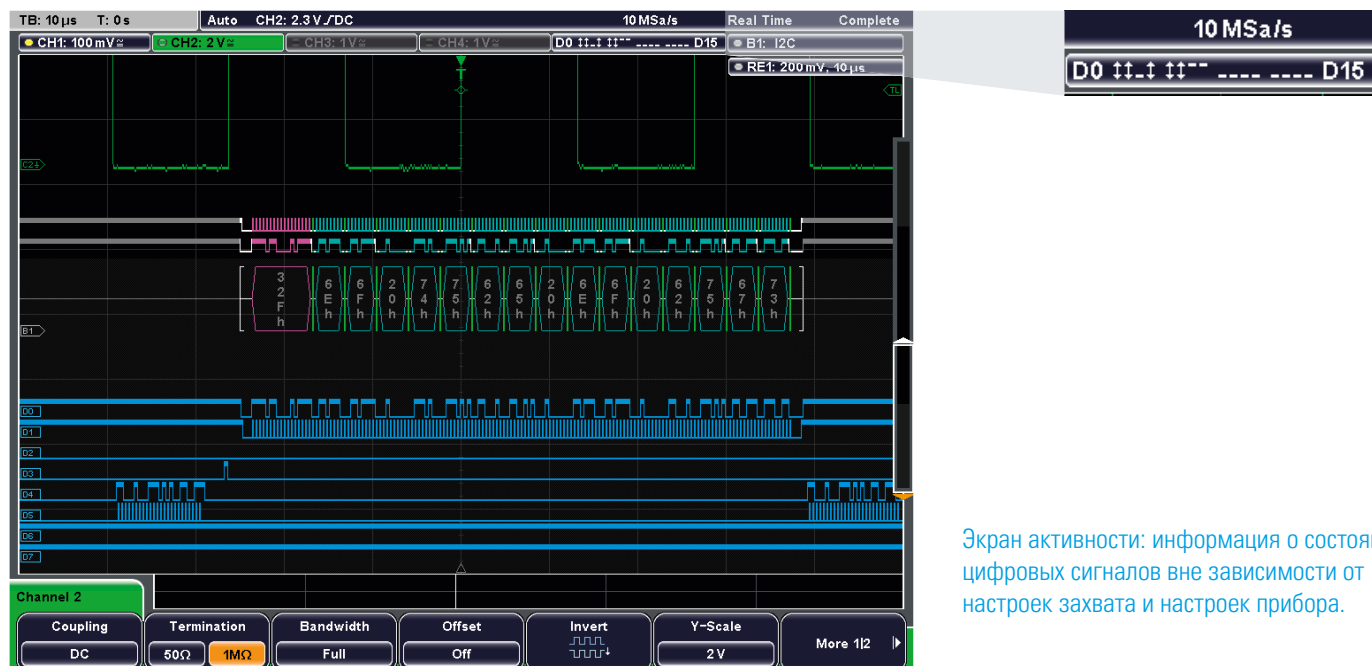 TB: 10 µs T: 0 s Auto CH2: 2.3 V DC 10 MSa/s Real Time Complete
CH1: 100 mV CH2: 2 V CH3: 1 V CH4: 1 V D0 D15 B1: I2C
RE1: 200 mV, 10 µs
10 MSa/s
D0 D15
T
TL
C2
32Fh 6Eh 6Fh 20h 74h 75h 62h 65h 20h 6Eh 6Fh 20h 62h 75h 67h 73h
B1
D0
D1
D2
D3
D4
D5
D6
D7
Экран активности: информация о состоя
цифровых сигналов вне зависимости от
настроек захвата и настроек прибора.
Channel 2
Coupling Termination Bandwidth Offset Invert Y-Scale More 1|2
DC 50Ω 1MΩ Full Off 2 V